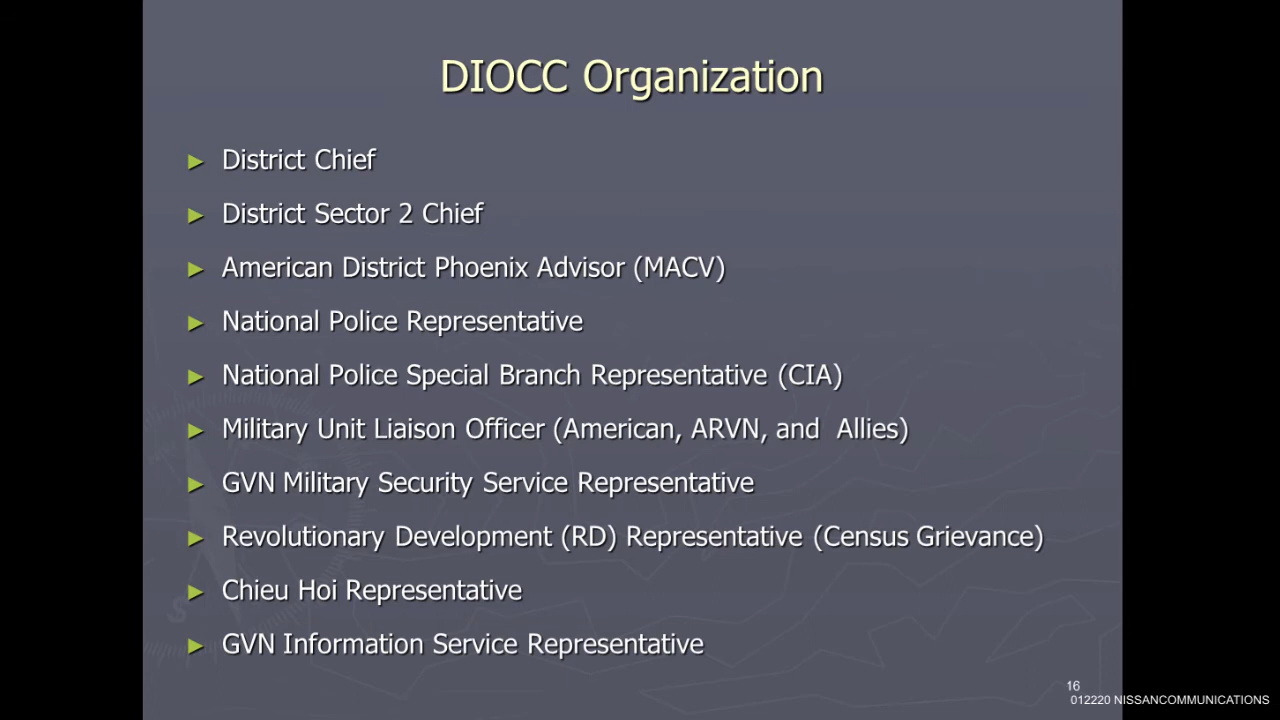 DIOCC Organization
► District Chief
► District Sector 2 Chief
► American District Phoenix Advisor (MACV)
► National Police Representative
► National Police Special Branch Representative (CIA)
► Military Unit Liaison Officer (American, ARVN, and  Allies)
► GVN Military Security Service Representative
► Revolutionary Development (RD) Representative (Census Grievance)
► Chieu Hoi Representative
► GVN Information Service Representative
16
012220 NISSANCOMMUNICATIONS